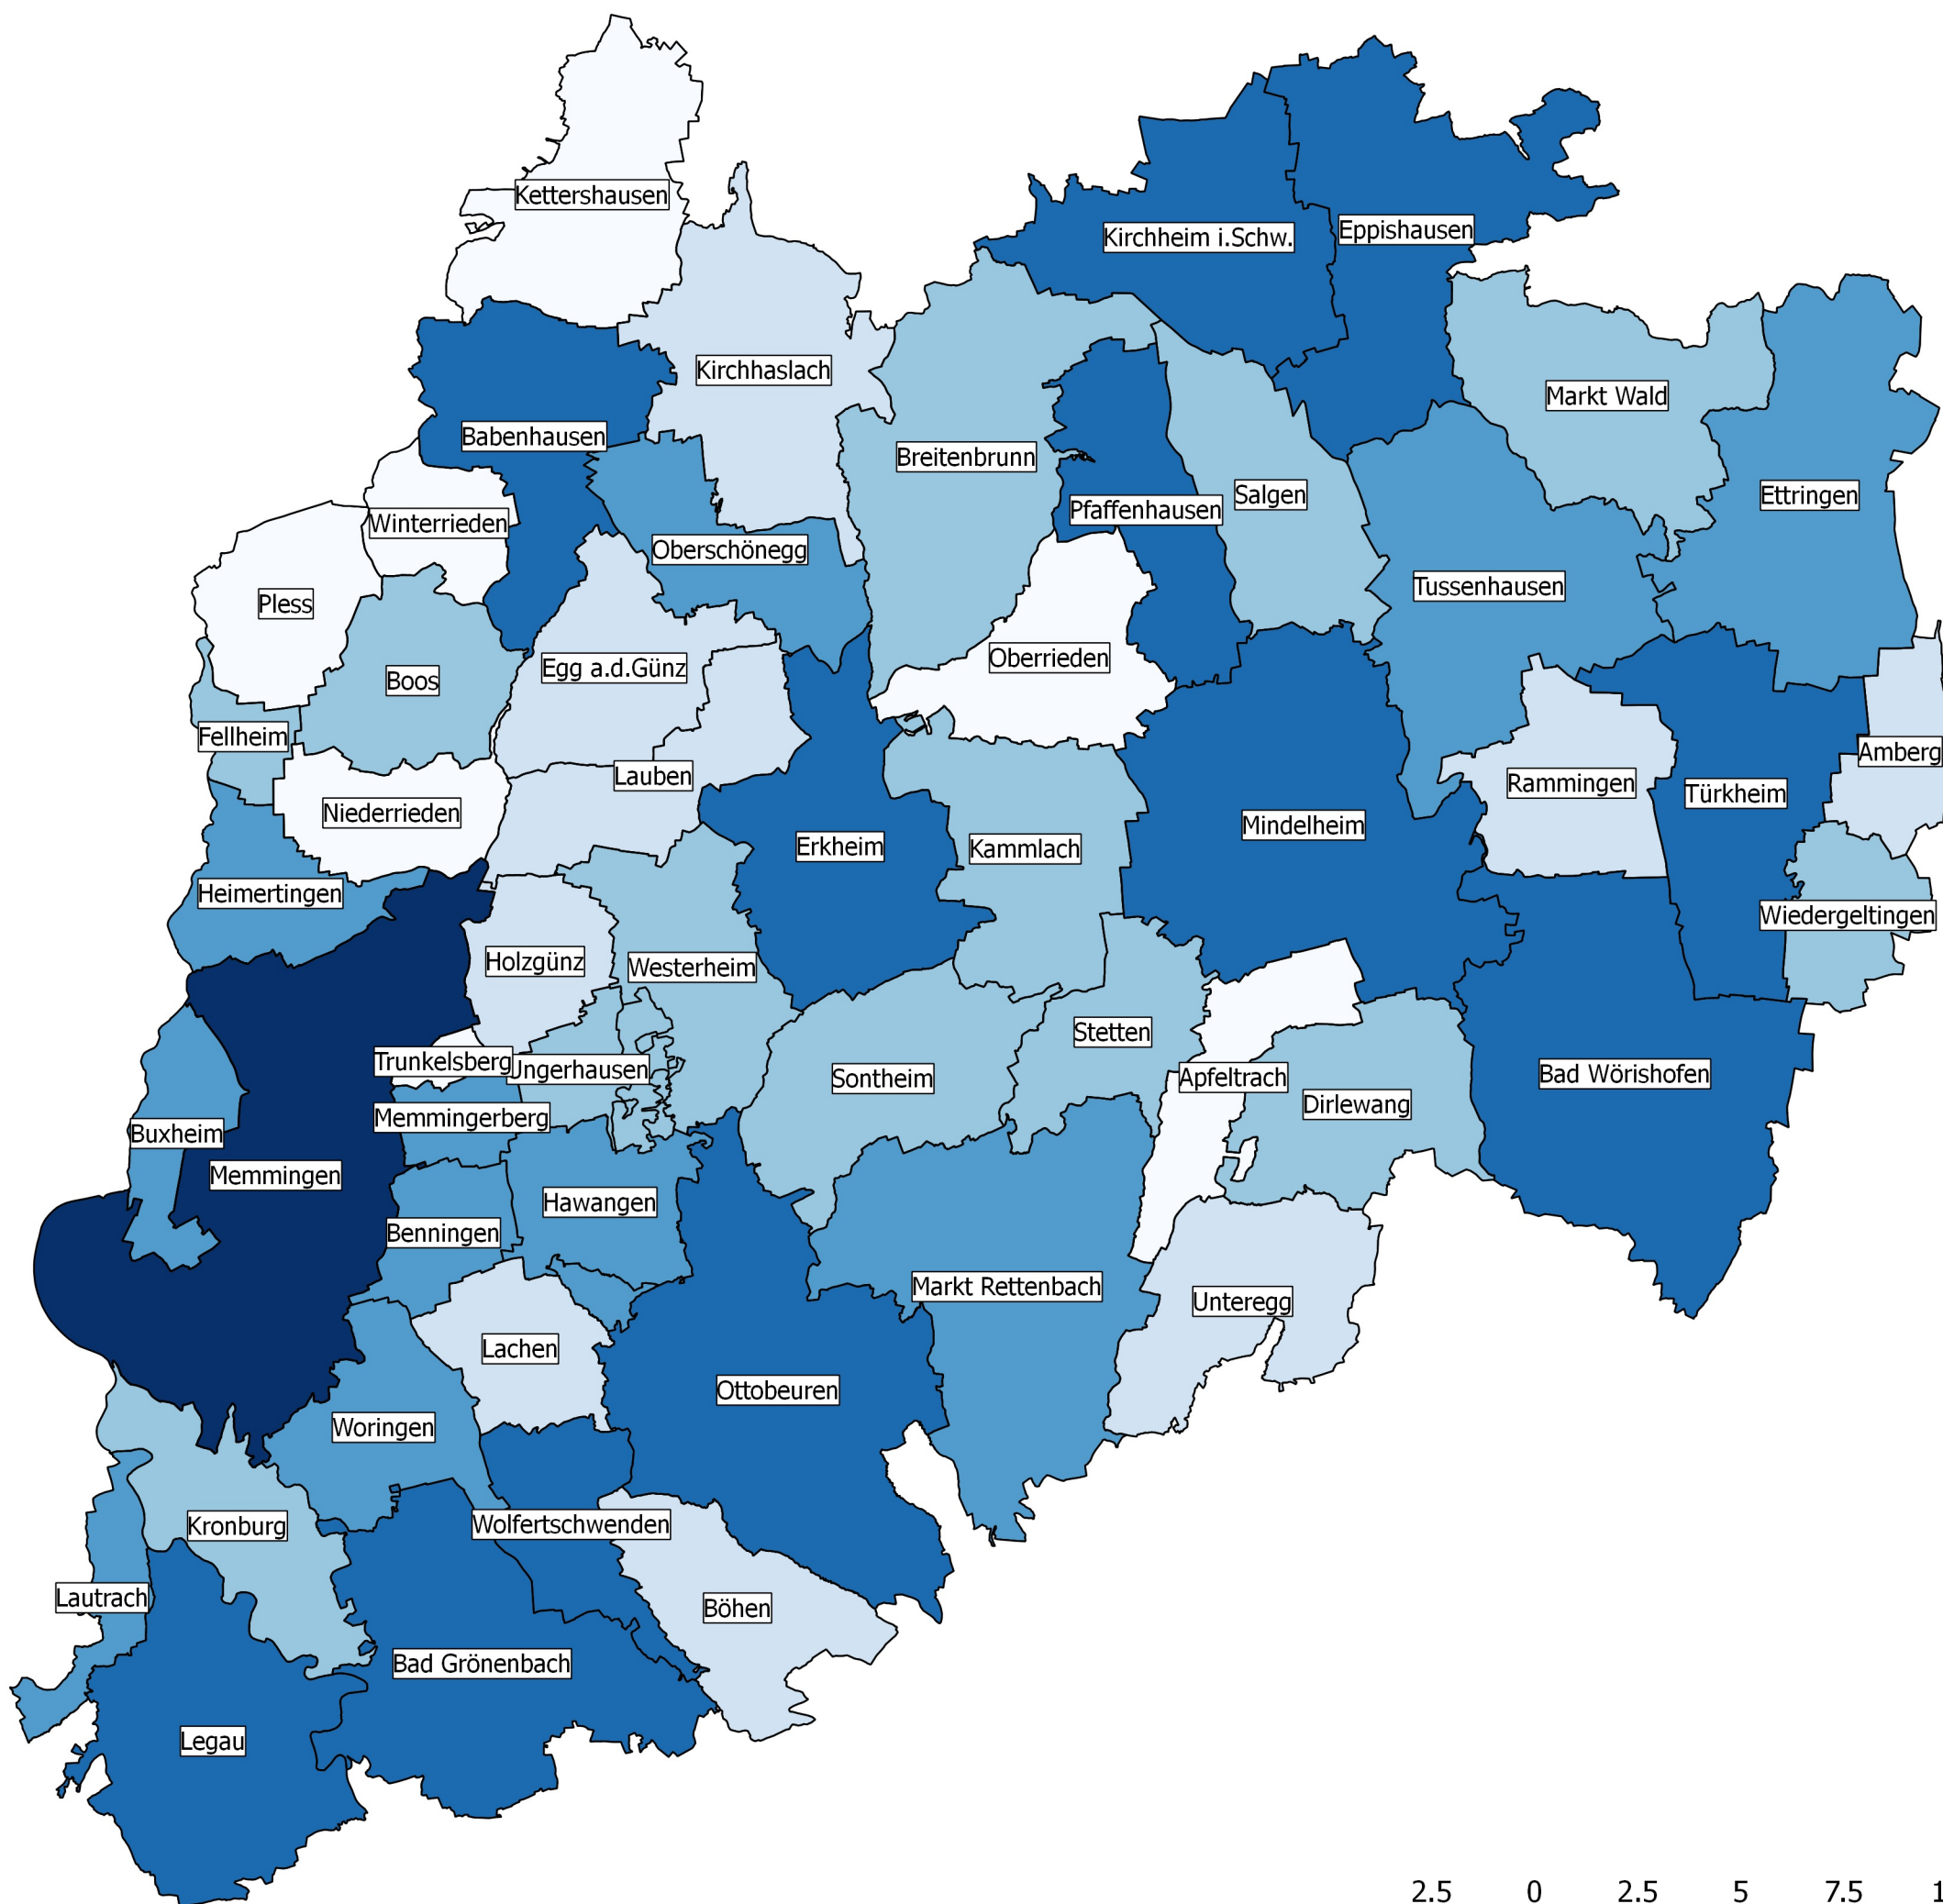 Kettershausen
Eppishausen
Kirchheim i.Schw.
Kirchhaslach
Markt Wald
Babenhausen
Breitenbrunn
Salgen
Ettringen
Pfaffenhausen
Winterrieden
Oberschönegg
Tussenhausen
Pless
Oberrieden
Egg a.d.Günz
Boos
Fellheim
Amberg
Lauben
Rammingen
Türkheim
Niederrieden
Mindelheim
Erkheim
Kammlach
Heimertingen
Wiedergeltingen
Holzgünz
Westerheim
Stetten
Trunkelsberg
Ungerhausen
Bad Wörishofen
Sontheim
Apfeltrach
Dirlewang
Memmingerberg
Buxheim
Memmingen
Hawangen
Benningen
Markt Rettenbach
Unteregg
Lachen
Ottobeuren
Woringen
Wolfertschwenden
Kronburg
Lautrach
Böhen
Bad Grönenbach
Legau
2.5 0 2.5 5 7.5